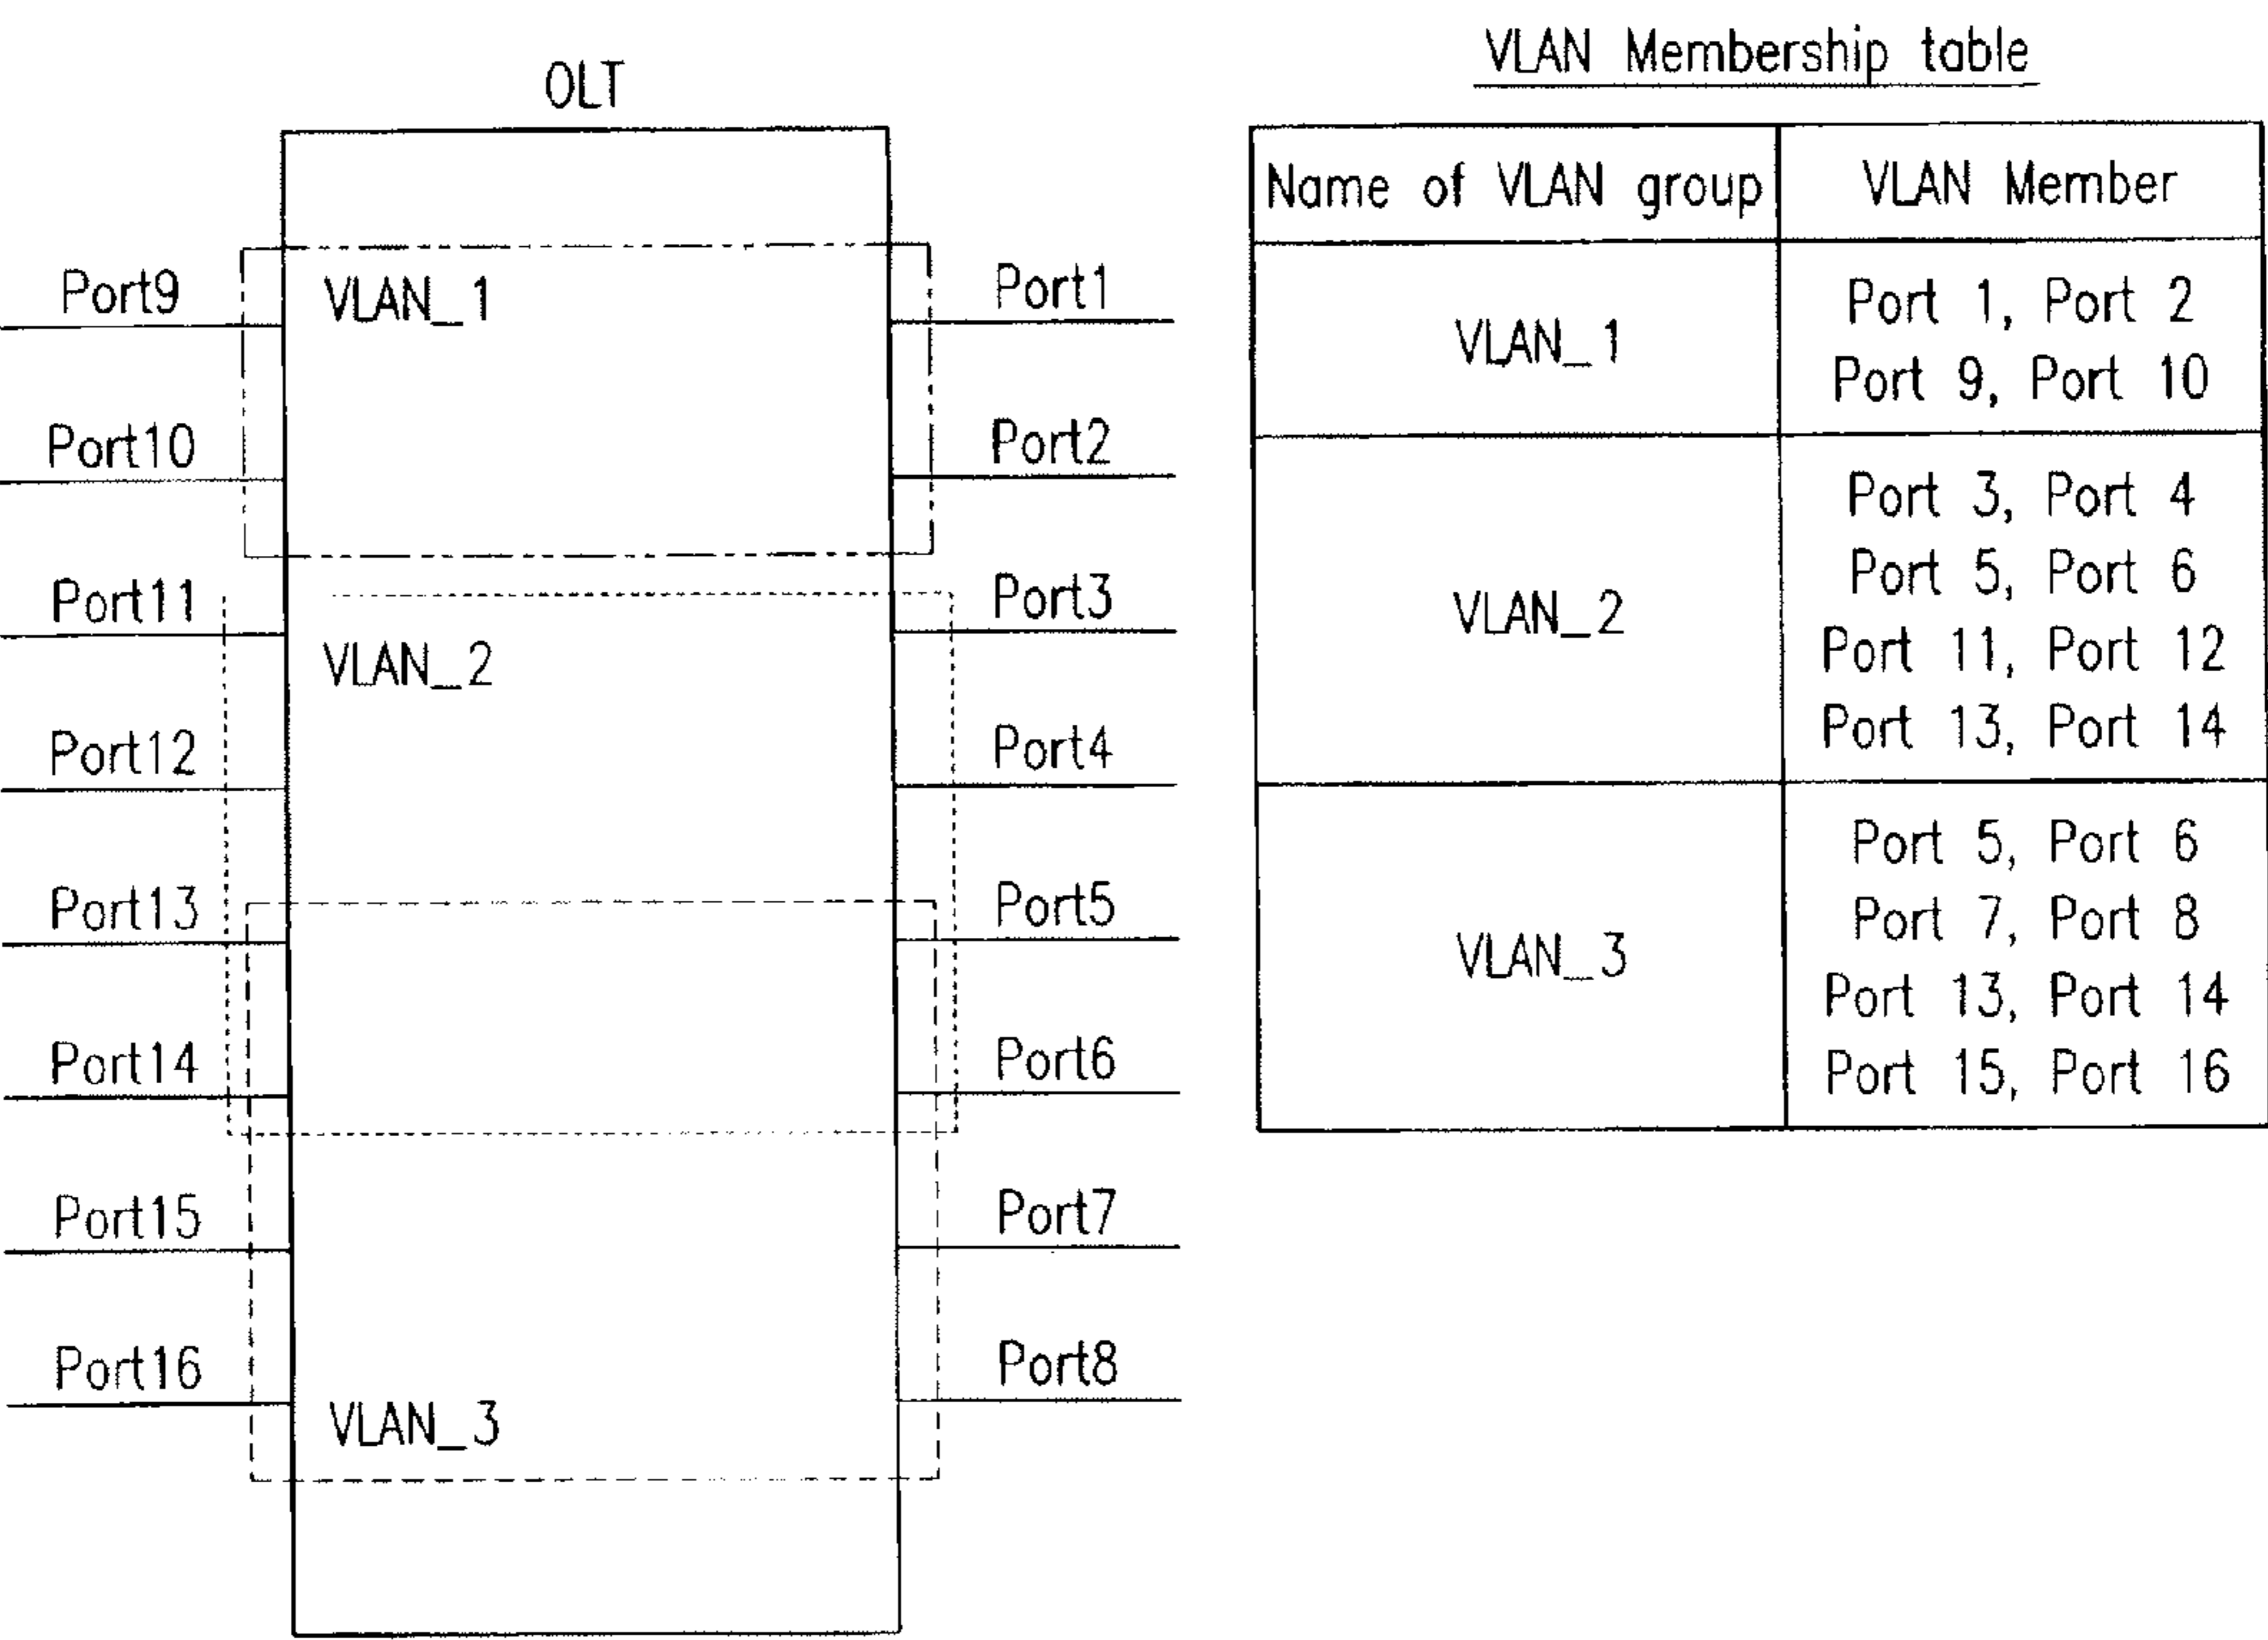 OLT
Port9
Port10
Port11
Port12
Port13
Port14
Port15
Port16
VLAN_1
VLAN_2
VLAN_3
Port1
Port2
Port3
Port4
Port5
Port6
Port7
Port8
VLAN Membership table
Name of VLAN group
VLAN Member
VLAN_1
Port 1, Port 2
Port 9, Port 10
VLAN_2
Port 3, Port 4
Port 5, Port 6
Port 11, Port 12
Port 13, Port 14
VLAN_3
Port 5, Port 6
Port 7, Port 8
Port 13, Port 14
Port 15, Port 16